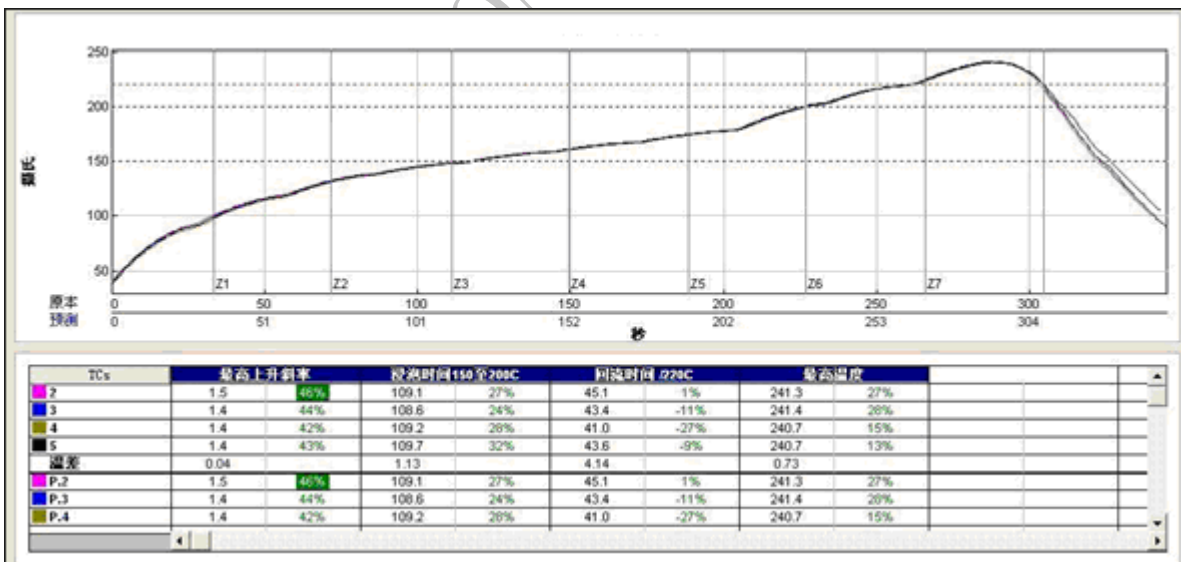 250
200
150
100
50
摄氏
Z1 Z2 Z3 Z4 Z5 Z6 Z7
原本 0 50 100 150 200 250 300
预测 0 51 101 152 202 253 304
秒
TCs 最高上升斜率 浸泡时间150至200C 回流时间 /220C 最高温度
2 1.5 46% 109.1 27% 45.1 1% 241.3 27%
3 1.4 44% 108.6 24% 43.4 -11% 241.4 28%
4 1.4 42% 109.2 28% 41.0 -27% 240.7 15%
5 1.4 43% 109.7 32% 43.6 -9% 240.7 13%
温差 0.04 1.13 4.14 0.73
P.2 1.5 46% 109.1 27% 45.1 1% 241.3 27%
P.3 1.4 44% 108.6 24% 43.4 -11% 241.4 28%
P.4 1.4 42% 109.2 28% 41.0 -27% 240.7 15%